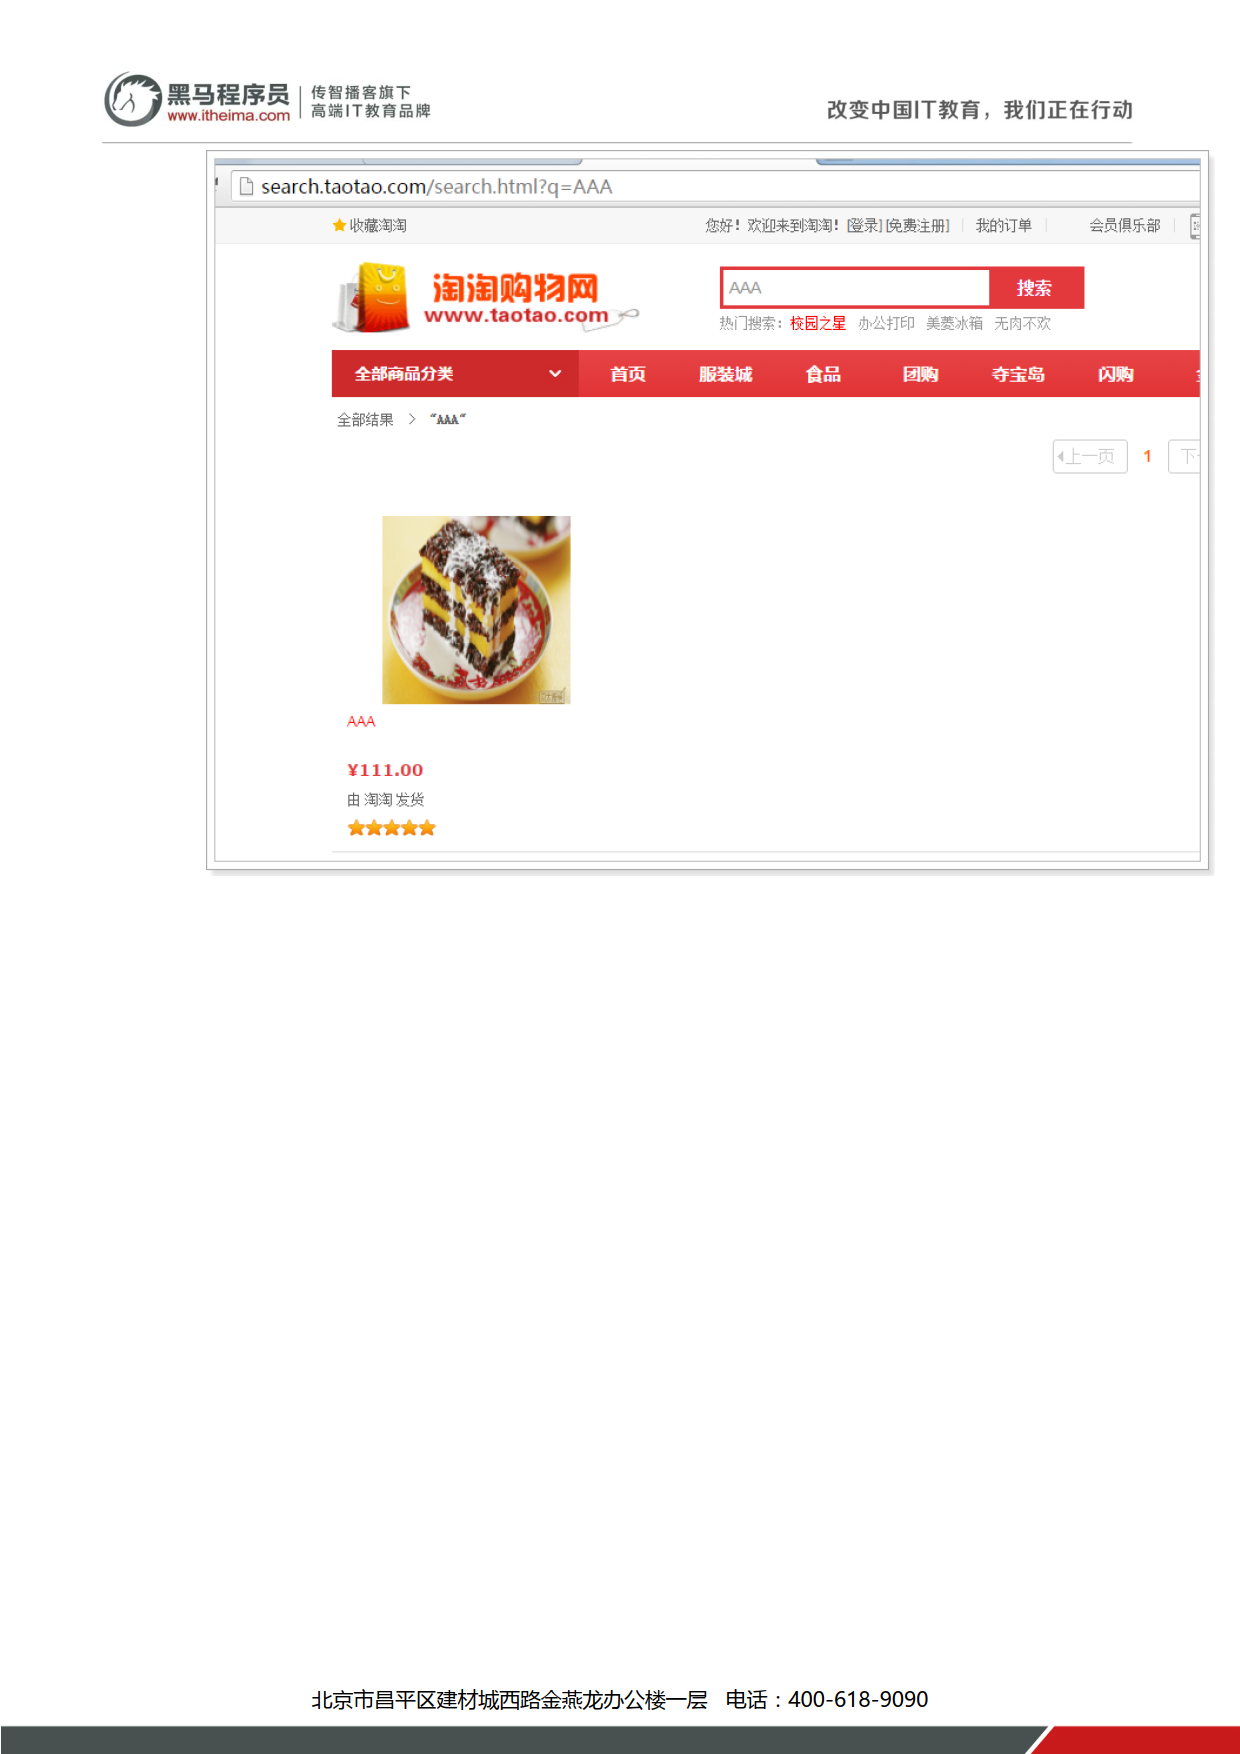 黑马程序员 传智播客旗下
www.itheima.com 高端IT教育品牌
改变中国IT教育，我们正在行动
search.taotao.com/search.html?q=AAA
收藏淘淘 您好！欢迎来到淘淘！[登录] [免费注册] 我的订单 会员俱乐部
淘淘购物网
www.taotao.com
AAA 搜索
热门搜索：校园之星 办公打印 美菱冰箱 无肉不欢
全部商品分类 首页 服装城 食品 团购 夺宝岛 闪购
全部结果 > “AAA”
上一页 1 下
AAA
¥111.00
由 淘淘 发货
北京市昌平区建材城西路金燕龙办公楼一层 电话：400-618-9090